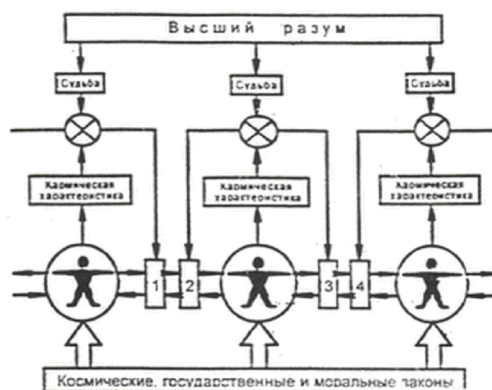 Высший разум
Судьба
Судьба
Судьба
Кармическая
характеристика
Кармическая
характеристика
Кармическая
характеристика
1
2
3
4
Космические, государственные и моральные законы